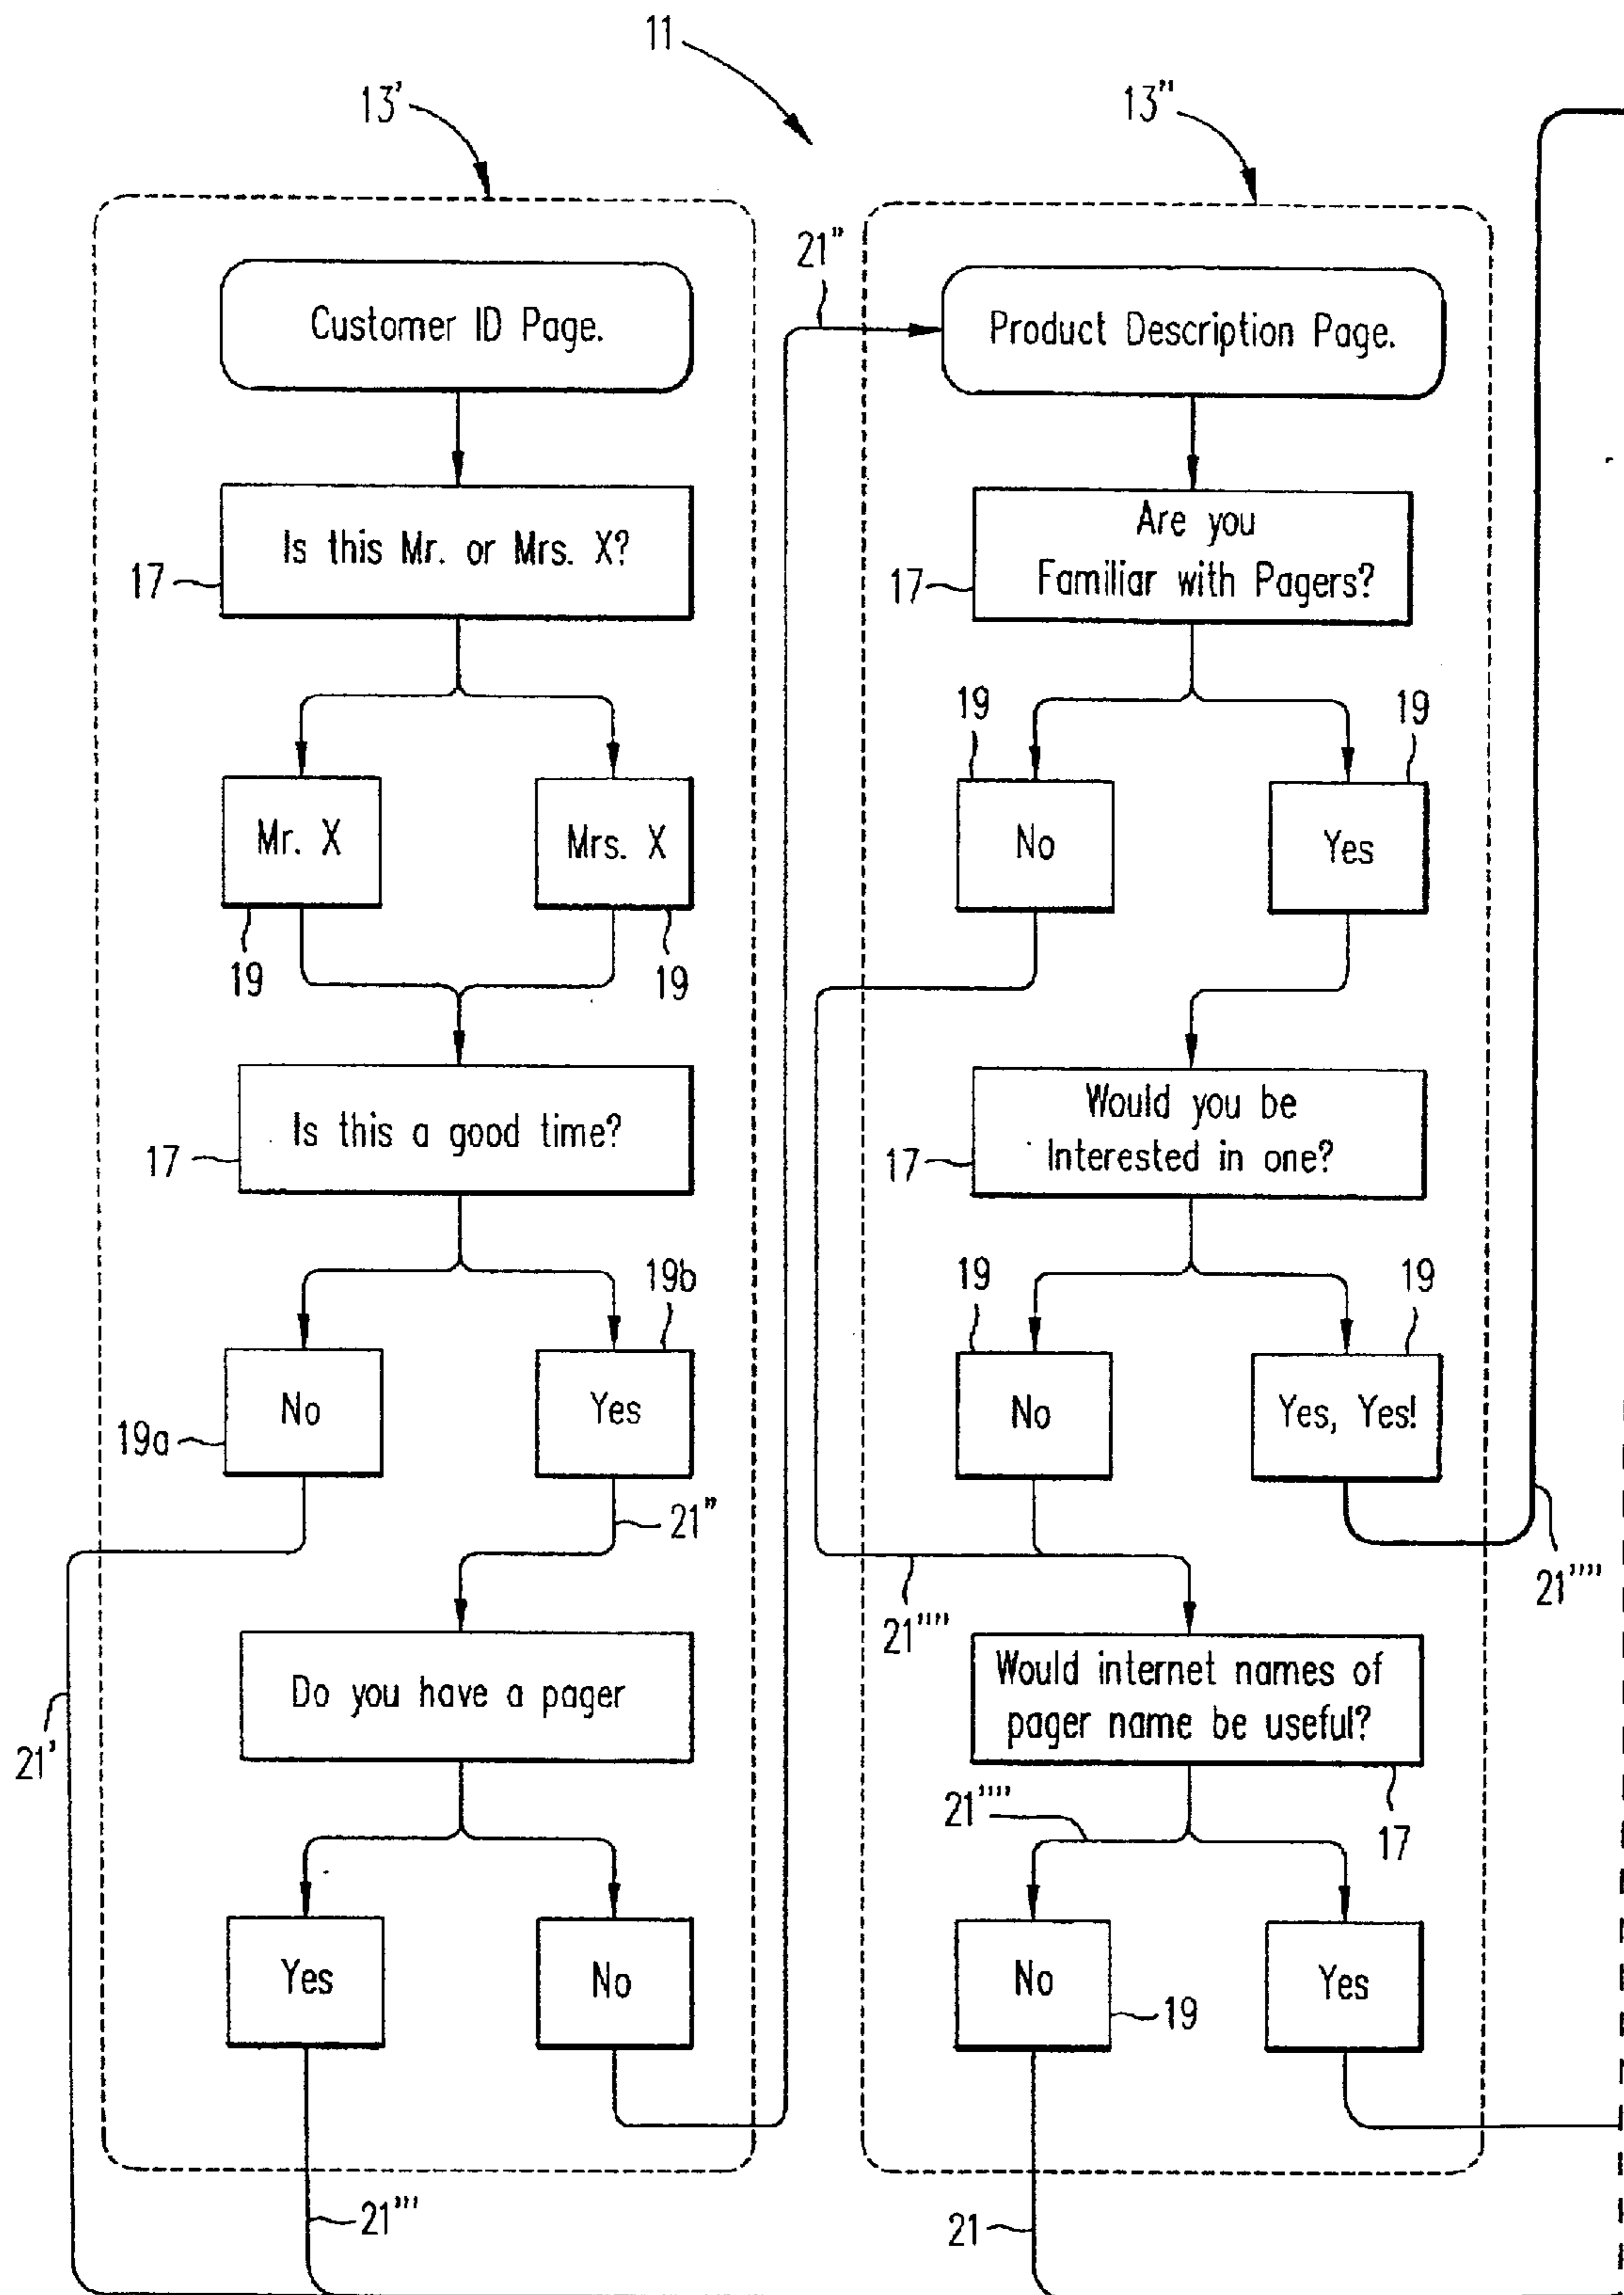 11
13'
13"
21"
Customer ID Page.
Product Description Page.
Is this Mr. or Mrs. X?
17
Are you
Familiar with Pagers?
17
19
19
Mr. X
Mrs. X
No
Yes
19
19
Is this a good time?
17
Would you be
Interested in one?
17
19b
19
19
No
Yes
19a
No
Yes, Yes!
21"
21""
21""
Do you have a pager
Would internet names of
pager name be useful?
21'
21""
17
Yes
No
No
Yes
19
21'''
21